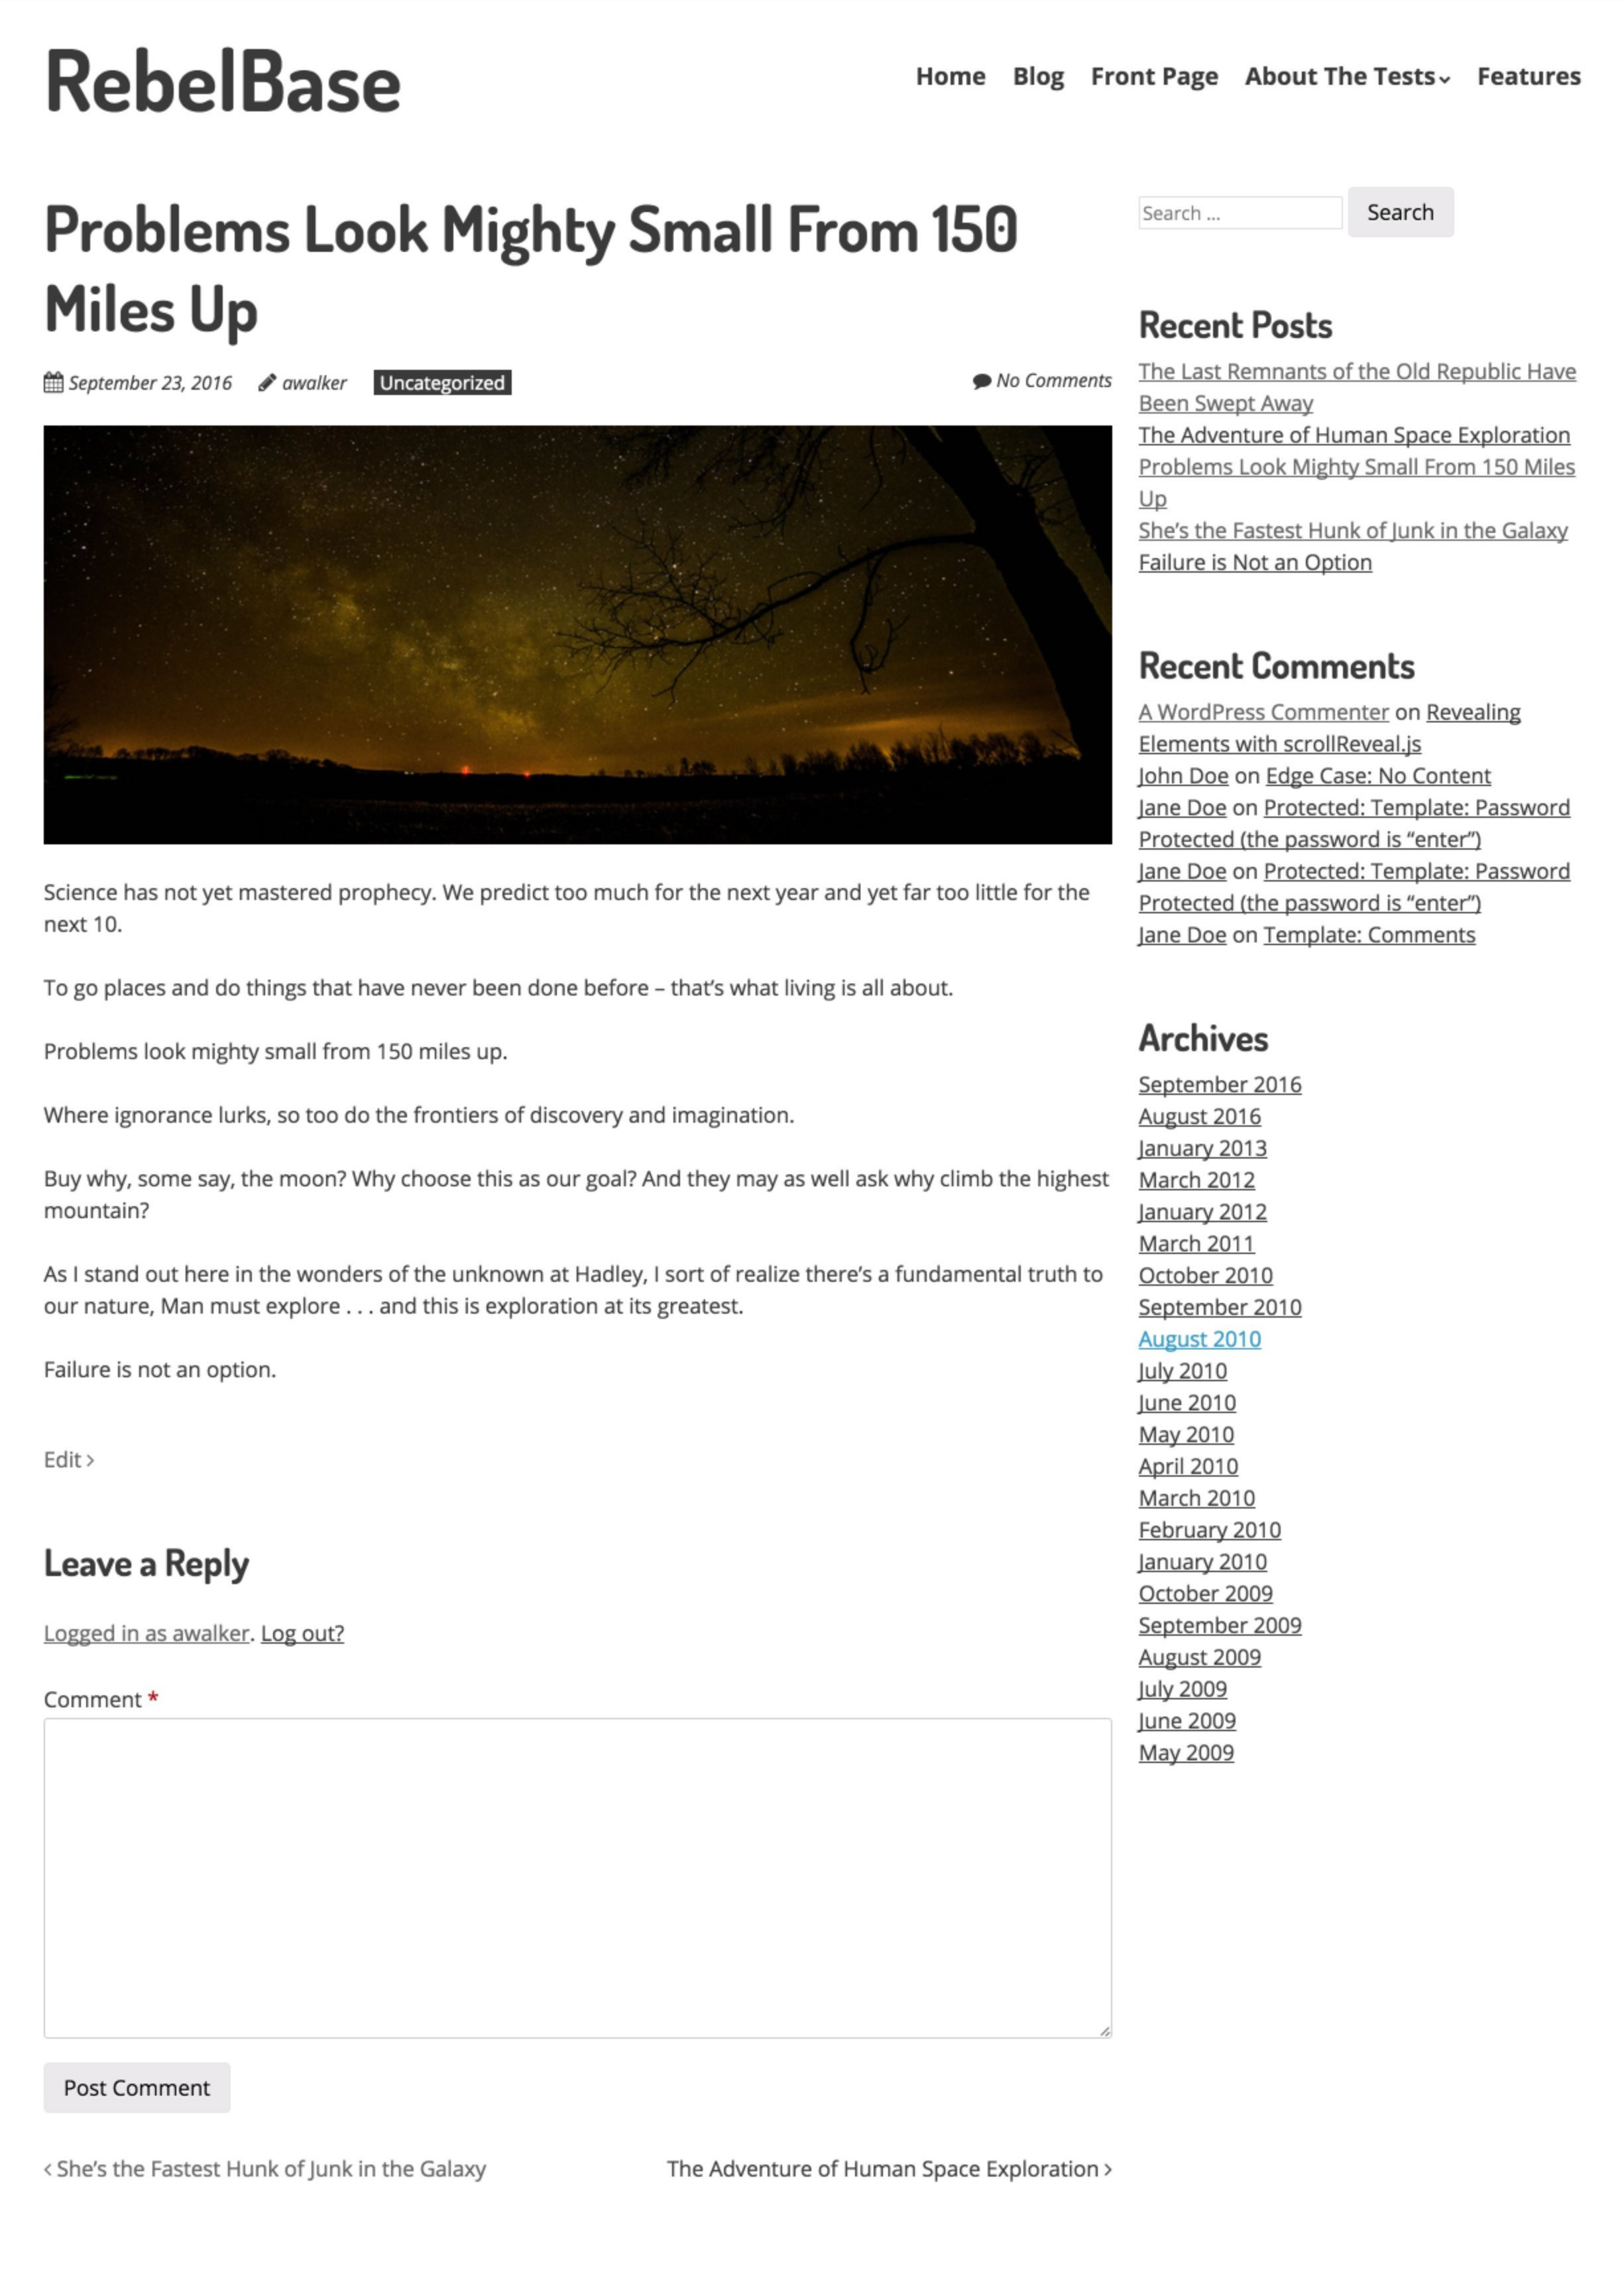 RebelBase
Home Blog Front Page About The Tests Features
Problems Look Mighty Small From 150
Miles Up
September 23, 2016 awalker Uncategorized No Comments
Science has not yet mastered prophecy. We predict too much for the next year and yet far too little for the
next 10.
To go places and do things that have never been done before – that’s what living is all about.
Problems look mighty small from 150 miles up.
Where ignorance lurks, so too do the frontiers of discovery and imagination.
Buy why, some say, the moon? Why choose this as our goal? And they may as well ask why climb the highest
mountain?
As I stand out here in the wonders of the unknown at Hadley, I sort of realize there’s a fundamental truth to
our nature, Man must explore . . . and this is exploration at its greatest.
Failure is not an option.
Edit ›
Leave a Reply
Logged in as awalker. Log out?
Comment *
Post Comment
‹ She’s the Fastest Hunk of Junk in the Galaxy
The Adventure of Human Space Exploration ›
Search ... Search
Recent Posts
The Last Remnants of the Old Republic Have
Been Swept Away
The Adventure of Human Space Exploration
Problems Look Mighty Small From 150 Miles
Up
She’s the Fastest Hunk of Junk in the Galaxy
Failure is Not an Option
Recent Comments
A WordPress Commenter on Revealing
Elements with scrollReveal.js
John Doe on Edge Case: No Content
Jane Doe on Protected: Template: Password
Protected (the password is “enter”)
Jane Doe on Protected: Template: Password
Protected (the password is “enter”)
Jane Doe on Template: Comments
Archives
September 2016
August 2016
January 2013
March 2012
January 2012
March 2011
October 2010
September 2010
August 2010
July 2010
June 2010
May 2010
April 2010
March 2010
February 2010
January 2010
October 2009
September 2009
August 2009
July 2009
June 2009
May 2009